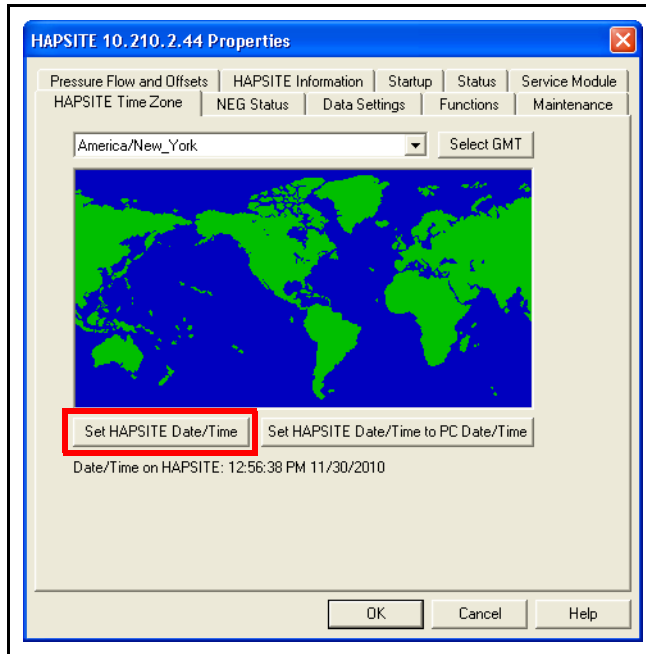 HAPSITE 10.210.2.44 Properties
Pressure Flow and Offsets HAPSITE Information Startup Status Service Module
HAPSITE Time Zone NEG Status Data Settings Functions Maintenance
America/New_York Select GMT
Set HAPSITE Date/Time Set HAPSITE Date/Time to PC Date/Time
Date/Time on HAPSITE: 12:56:38 PM 11/30/2010
OK Cancel Help